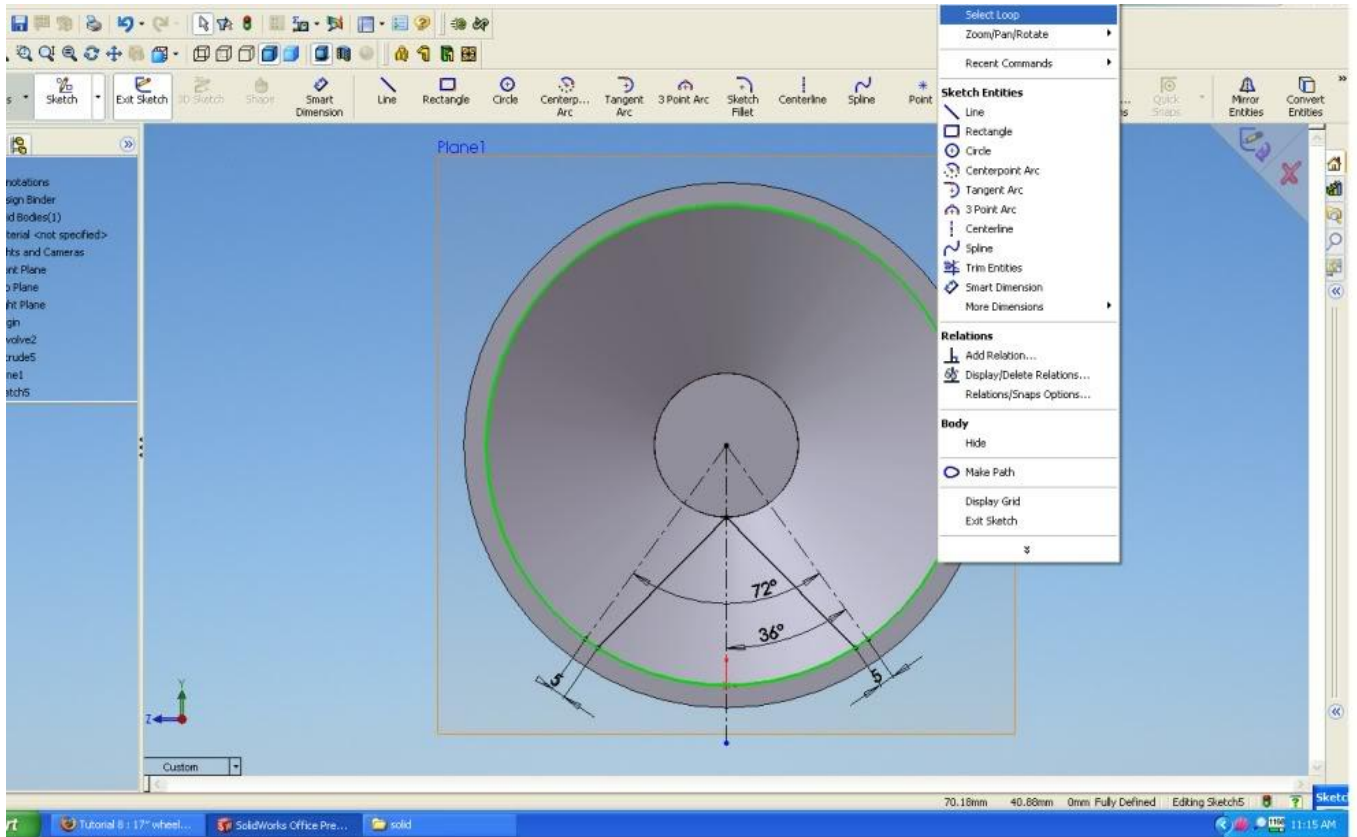 Sketch
Exit Sketch
3D Sketch
Shape
Smart Dimension
Line
Rectangle
Circle
Centerp... Arc
Tangent Arc
3 Point Arc
Sketch Fillet
Centerline
Spline
Point
Quick Snaps
Mirror Entities
Convert Entities
Select Loop
Zoom/Pan/Rotate
Recent Commands
Sketch Entities
Line
Rectangle
Circle
Centerpoint Arc
Tangent Arc
3 Point Arc
Centerline
Spline
Trim Entities
Smart Dimension
More Dimensions
Relations
Add Relation...
Display/Delete Relations...
Relations/Snaps Options...
Body
Hide
Make Path
Display Grid
Exit Sketch
notations
sign Binder
id Bodies(1)
terial <not specified>
hts and Cameras
ont Plane
p Plane
ht Plane
gin
volve2
trude5
ne1
etch5
Plane1
72°
36°
5
5
Y
Z
Custom
70.18mm 40.88mm 0mm Fully Defined Editing Sketch5
Sketc
rt
Tutorial 8 : 17" wheel...
SolidWorks Office Pre...
solid
11:15 AM